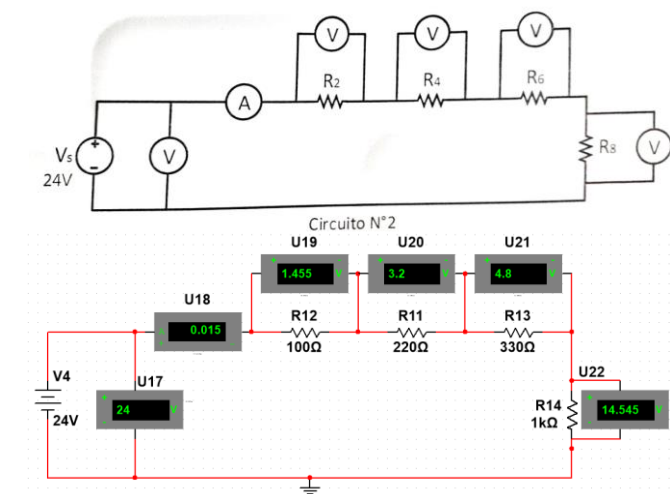 V V V
R2 R4 R6
A
Vs + − V R8 V
24V
Circuito N°2
U19 U20 U21
+ 1.455 - V + 3.2 - V + 4.8 - V
U18
0.015
R12 R11 R13
100Ω 220Ω 330Ω
V4 U17 U22
+ 24 V R14 14.545 V
24V 1kΩ